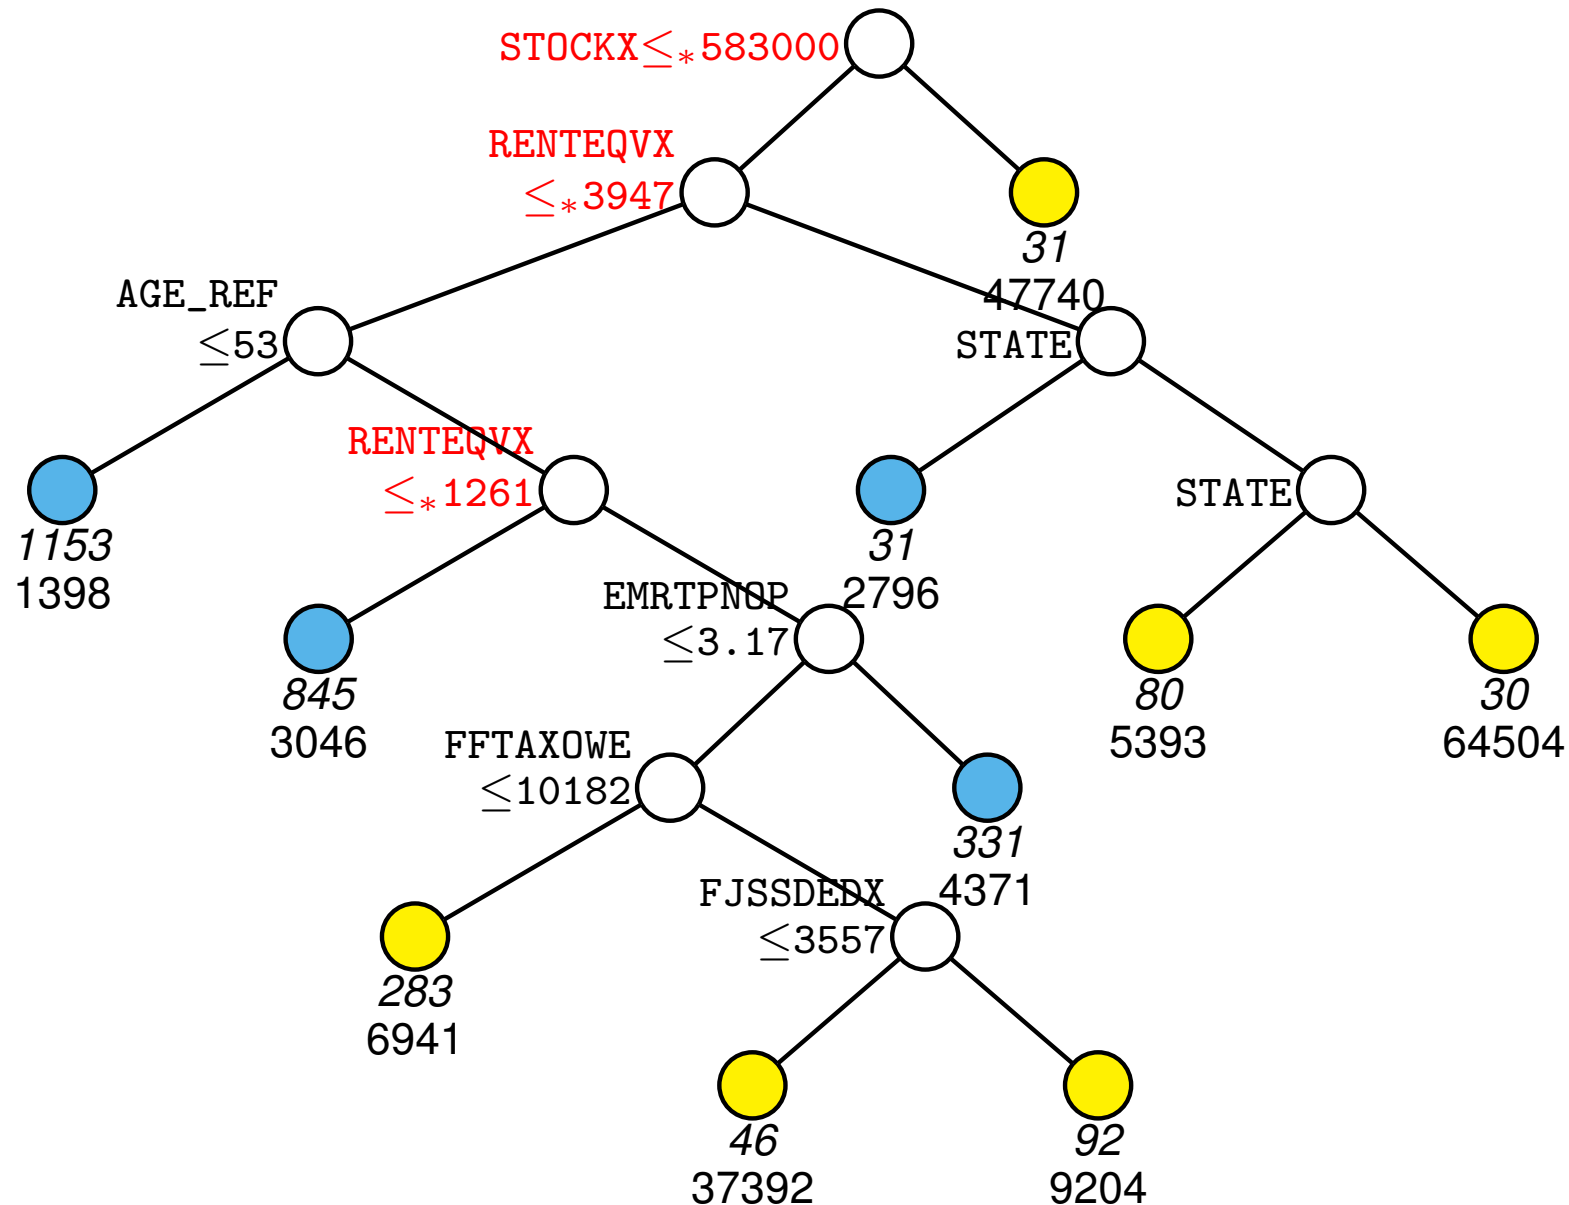 STOCKX≤*583000
RENTEQVX
≤*3947
31
47740
AGE_REF
≤53
STATE
RENTEQVX
≤*1261
STATE
1153
1398
31
2796
EMRTPNOP
≤3.17
845
3046
80
5393
30
64504
FFTAXOWE
≤10182
331
4371
FJSSDEDX
≤3557
283
6941
46
37392
92
9204